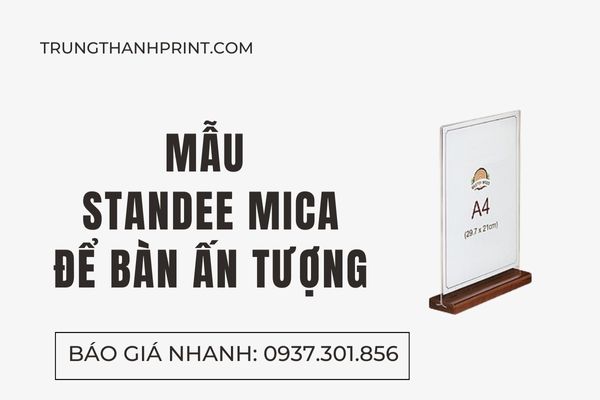 TRUNGTHANHPRINT.COM
MẪU
STANDEE MICA
ĐỂ BÀN ẤN TƯỢNG
A4
(29.7 x 21cm)
BÁO GIÁ NHANH: 0937.301.856